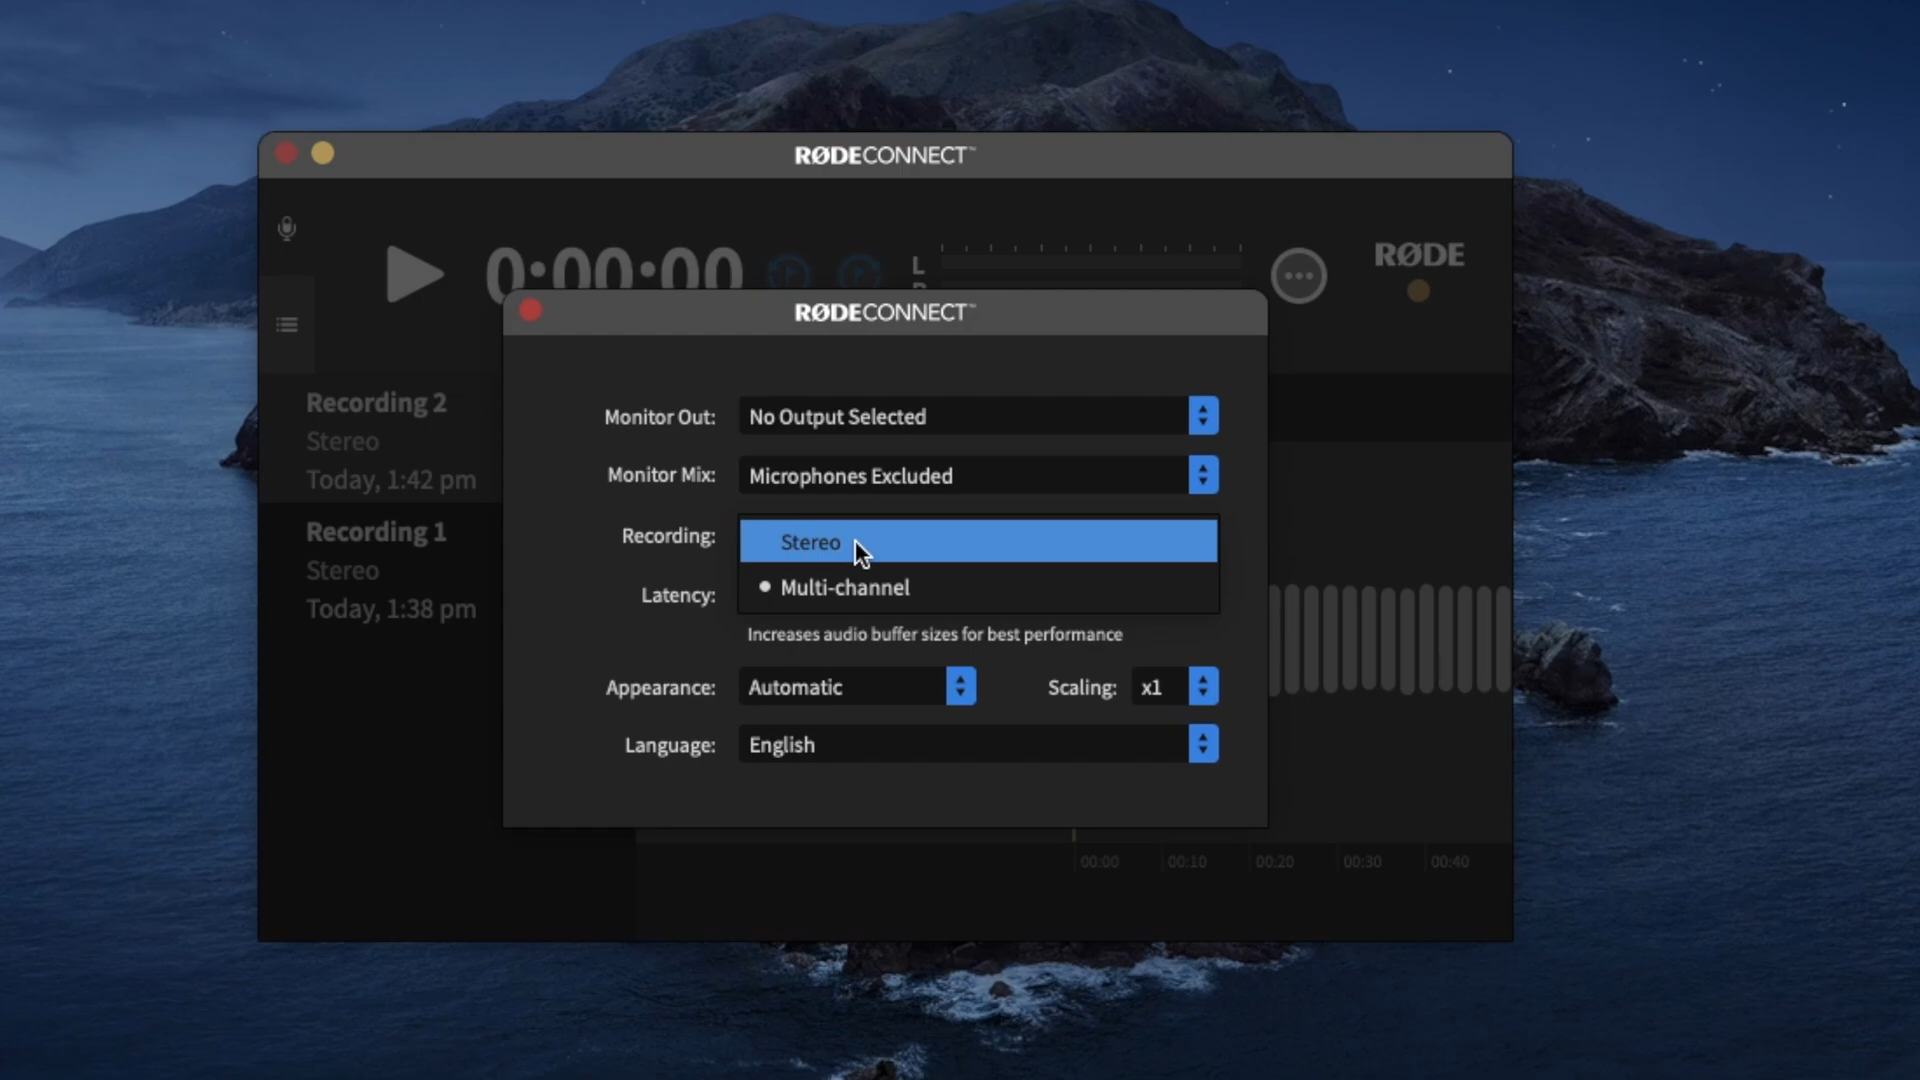 RØDECONNECT™
0:00:00
L
RØDE
Recording 2
Stereo
Today, 1:42 pm
Recording 1
Stereo
Today, 1:38 pm
RØDECONNECT™
Monitor Out: No Output Selected
Monitor Mix: Microphones Excluded
Recording: Stereo
Multi-channel
Latency:
Increases audio buffer sizes for best performance
Appearance: Automatic Scaling: x1
Language: English
00:00 00:10 00:20 00:30 00:40